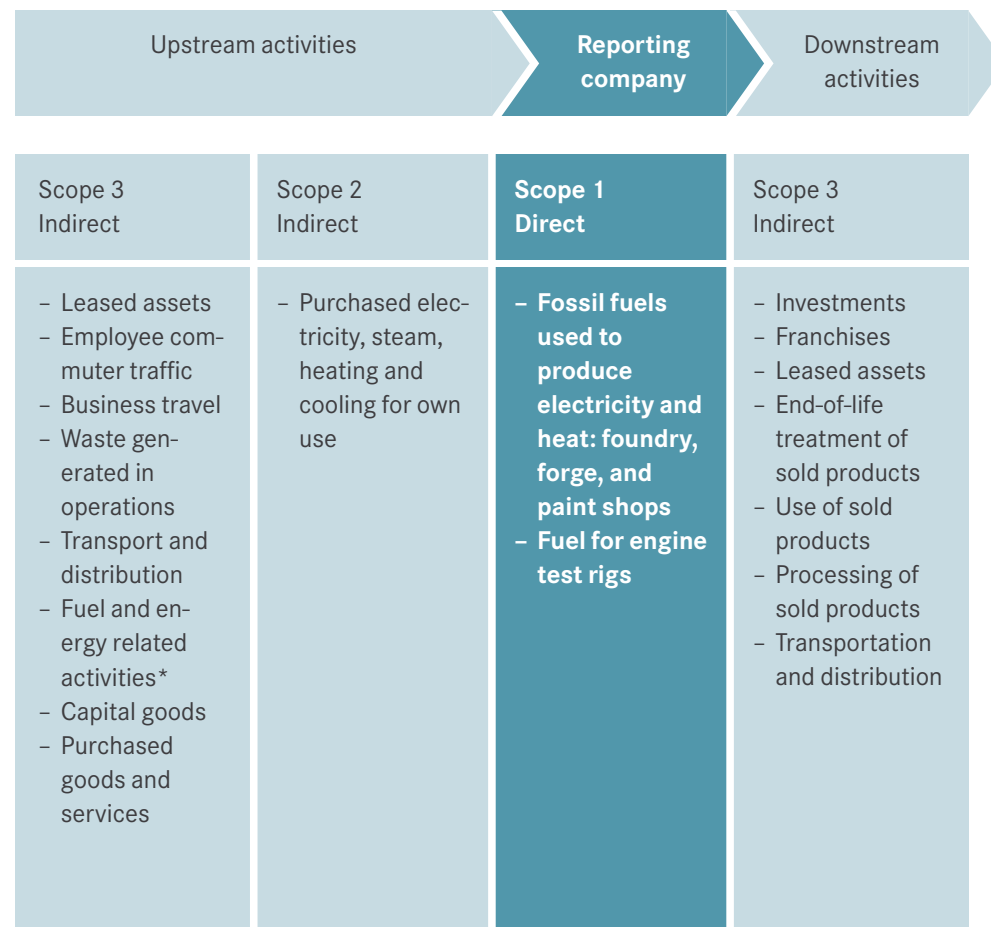 Upstream activities
Reporting
company
Downstream
activities
Scope 3
Indirect
Scope 2
Indirect
Scope 1
Direct
Scope 3
Indirect
– Leased assets
– Employee com-
muter traffic
– Business travel
– Waste gen-
erated in
operations
– Transport and
distribution
– Fuel and en-
ergy related
activities*
– Capital goods
– Purchased
goods and
services
– Purchased elec-
tricity, steam,
heating and
cooling for own
use
– Fossil fuels
used to
produce
electricity and
heat: foundry,
forge, and
paint shops
– Fuel for engine
test rigs
– Investments
– Franchises
– Leased assets
– End-of-life
treatment of
sold products
– Use of sold
products
– Processing of
sold products
– Transportation
and distribution